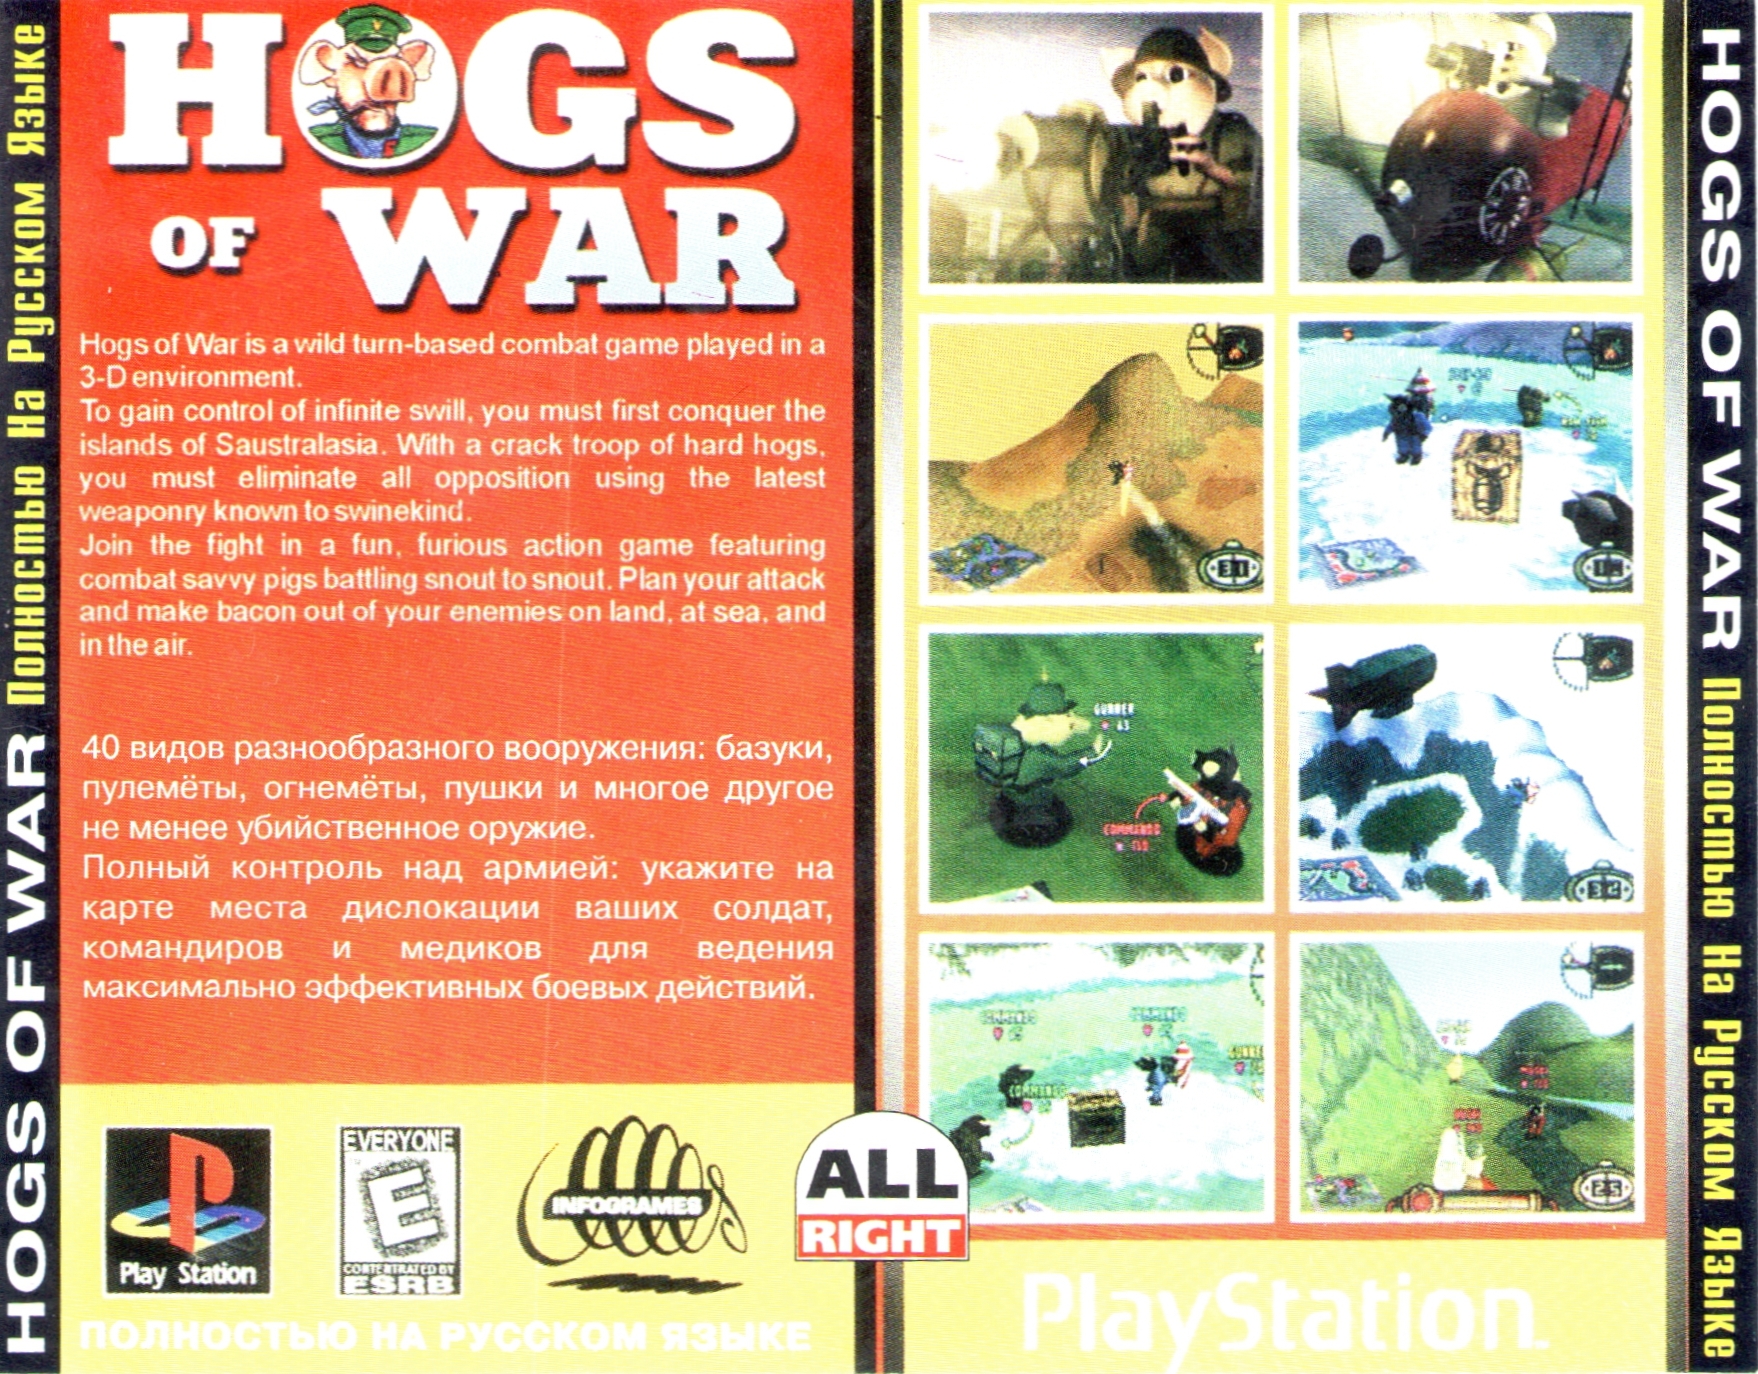 HOGS OF WAR Полностью На Русском Языке
HOGS
OF WAR
Hogs of War is a wild turn-based combat game played in a
3-D environment.
To gain control of infinite swill, you must first conquer the
islands of Saustralasia. With a crack troop of hard hogs,
you must eliminate all opposition using the latest
weaponry known to swinekind.
Join the fight in a fun, furious action game featuring
combat savvy pigs battling snout to snout. Plan your attack
and make bacon out of your enemies on land, at sea, and
in the air.
40 видов разнообразного вооружения: базуки,
пулемёты, огнемёты, пушки и многое другое
не менее убийственное оружие.
Полный контроль над армией: укажите на
карте места дислокации ваших солдат,
командиров и медиков для ведения
максимально эффективных боевых действий.
Play Station
EVERYONE
E
ESRB
INFOGRAMES
ALL
RIGHT
ПОЛНОСТЬЮ НА РУССКОМ ЯЗЫКЕ
GUNNER
63
COMMANDO
COMMANDO
PlayStation
HOGS OF WAR Полностью На Русском Языке